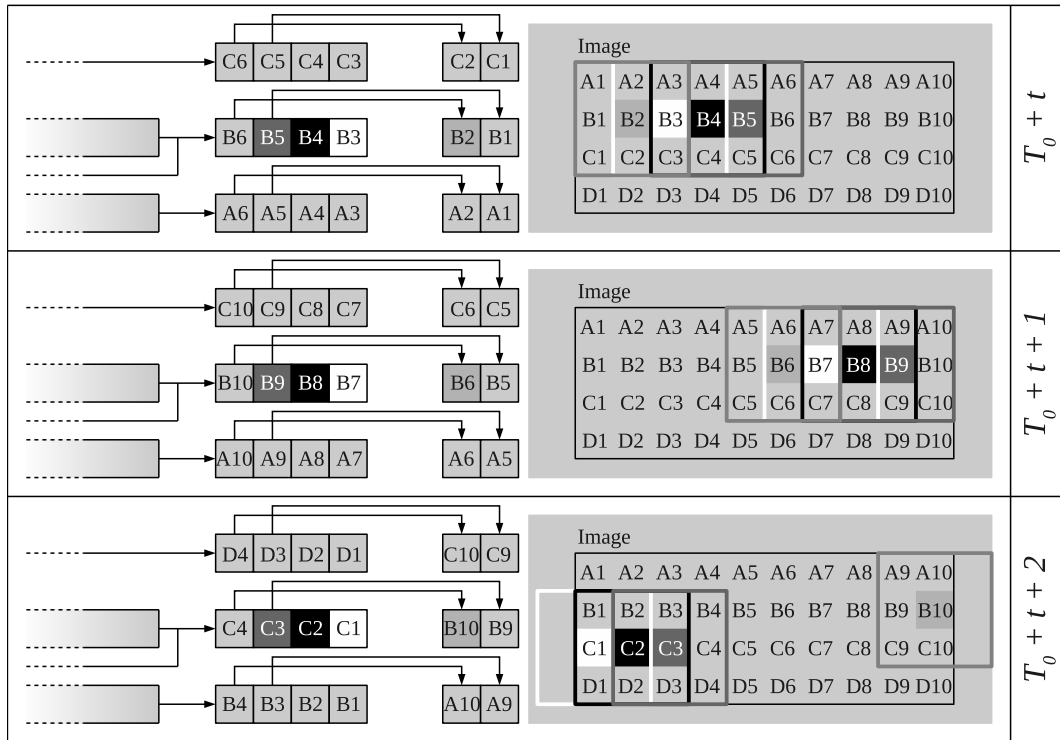 C6 C5 C4 C3 C2 C1
B6 B5 B4 B3 B2 B1
A6 A5 A4 A3 A2 A1
Image
A1 A2 A3 A4 A5 A6 A7 A8 A9 A10
B1 B2 B3 B4 B5 B6 B7 B8 B9 B10
C1 C2 C3 C4 C5 C6 C7 C8 C9 C10
D1 D2 D3 D4 D5 D6 D7 D8 D9 D10
T0 + t
C10 C9 C8 C7 C6 C5
B10 B9 B8 B7 B6 B5
A10 A9 A8 A7 A6 A5
Image
A1 A2 A3 A4 A5 A6 A7 A8 A9 A10
B1 B2 B3 B4 B5 B6 B7 B8 B9 B10
C1 C2 C3 C4 C5 C6 C7 C8 C9 C10
D1 D2 D3 D4 D5 D6 D7 D8 D9 D10
T0 + t + 1
D4 D3 D2 D1 C10 C9
C4 C3 C2 C1 B10 B9
B4 B3 B2 B1 A10 A9
Image
A1 A2 A3 A4 A5 A6 A7 A8 A9 A10
B1 B2 B3 B4 B5 B6 B7 B8 B9 B10
C1 C2 C3 C4 C5 C6 C7 C8 C9 C10
D1 D2 D3 D4 D5 D6 D7 D8 D9 D10
T0 + t + 2